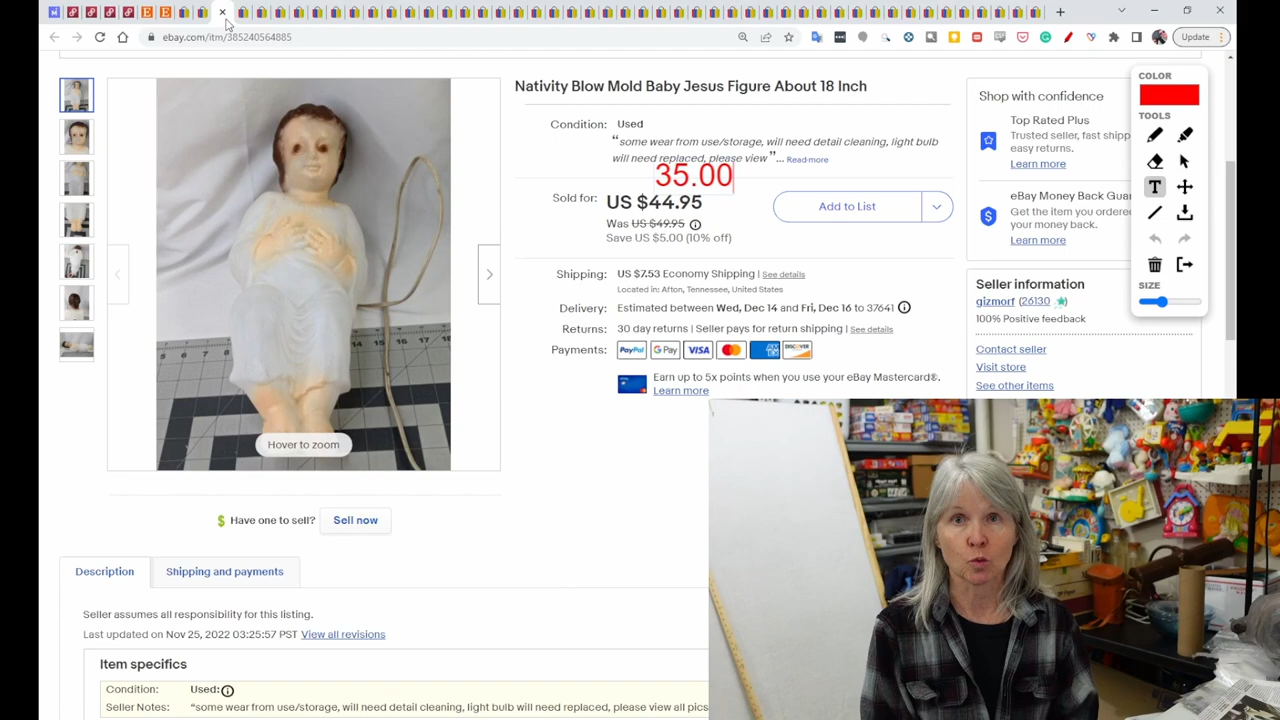 ebay.com/itm/385240564885
Update
Nativity Blow Mold Baby Jesus Figure About 18 Inch
Condition: Used
“some wear from use/storage, will need detail cleaning, light bulb
will need replaced, please view ”... Read more
35.00
Sold for: US $44.95
Add to List
Was US $49.95
Save US $5.00 (10% off)
Shipping: US $7.53 Economy Shipping | See details
Located in: Afton, Tennessee, United States
Delivery: Estimated between Wed, Dec 14 and Fri, Dec 16 to 37641
Returns: 30 day returns | Seller pays for return shipping | See details
Payments: PayPal G Pay VISA DISCOVER
Earn up to 5x points when you use your eBay Mastercard®.
Learn more
Hover to zoom
Have one to sell? Sell now
Shop with confidence
Top Rated Plus
Trusted seller, fast shipp
easy returns.
Learn more
eBay Money Back Guar
Get the item you ordere
your money back.
Learn more
Seller information
gizmorf (26130 )
100% Positive feedback
Contact seller
Visit store
See other items
COLOR
TOOLS
T
SIZE
Description
Shipping and payments
Seller assumes all responsibility for this listing.
Last updated on Nov 25, 2022 03:25:57 PST View all revisions
Item specifics
Condition: Used:
Seller Notes: “some wear from use/storage, will need detail cleaning, light bulb will need replaced, please view all pics